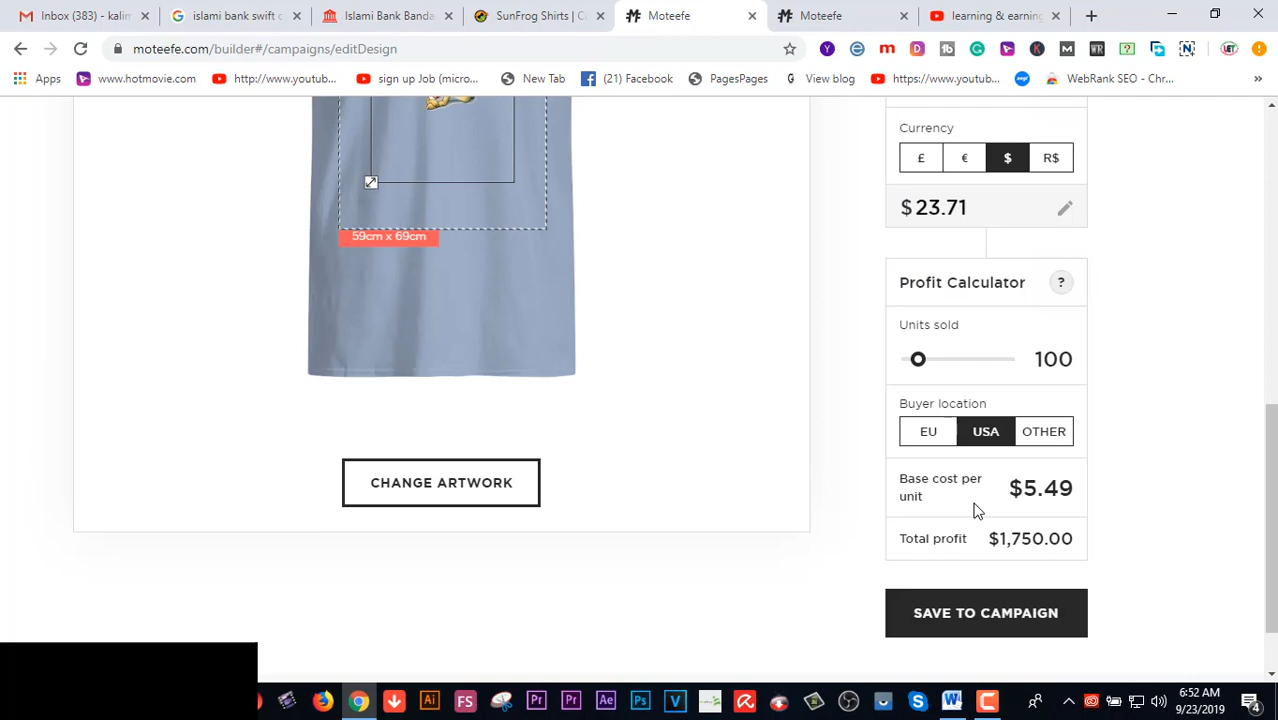 Inbox (383) - kalim
islami bank swift c
Islami Bank Banda
SunFrog Shirts | C
Moteefe
Moteefe
learning & earning
moteefe.com/builder#/campaigns/editDesign
Apps
www.hotmovie.com
http://www.youtub...
sign up Job (micro...
New Tab
(21) Facebook
PagesPages
View blog
https://www.youtub...
WebRank SEO - Chr...
»
Currency
£
€
$
R$
$ 23.71
59cm x 69cm
Profit Calculator
?
Units sold
100
Buyer location
EU
USA
OTHER
Base cost per
unit
$5.49
Total profit
$1,750.00
CHANGE ARTWORK
SAVE TO CAMPAIGN
6:52 AM
9/23/2019
4